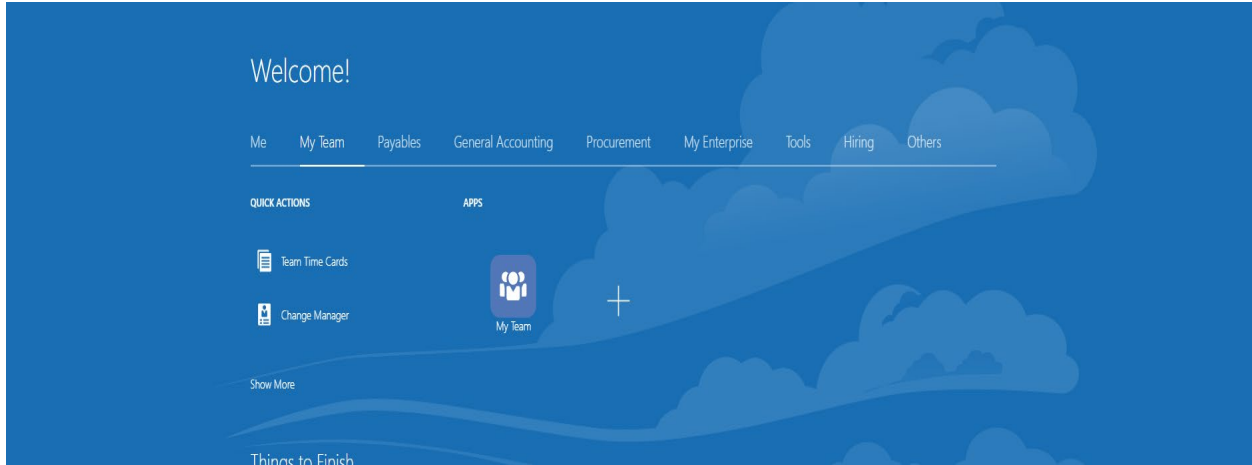 Welcome!
Me My Team Payables General Accounting Procurement My Enterprise Tools Hiring Others
QUICK ACTIONS APPS
Team Time Cards
Change Manager
My Team
Show More
Things to Finish